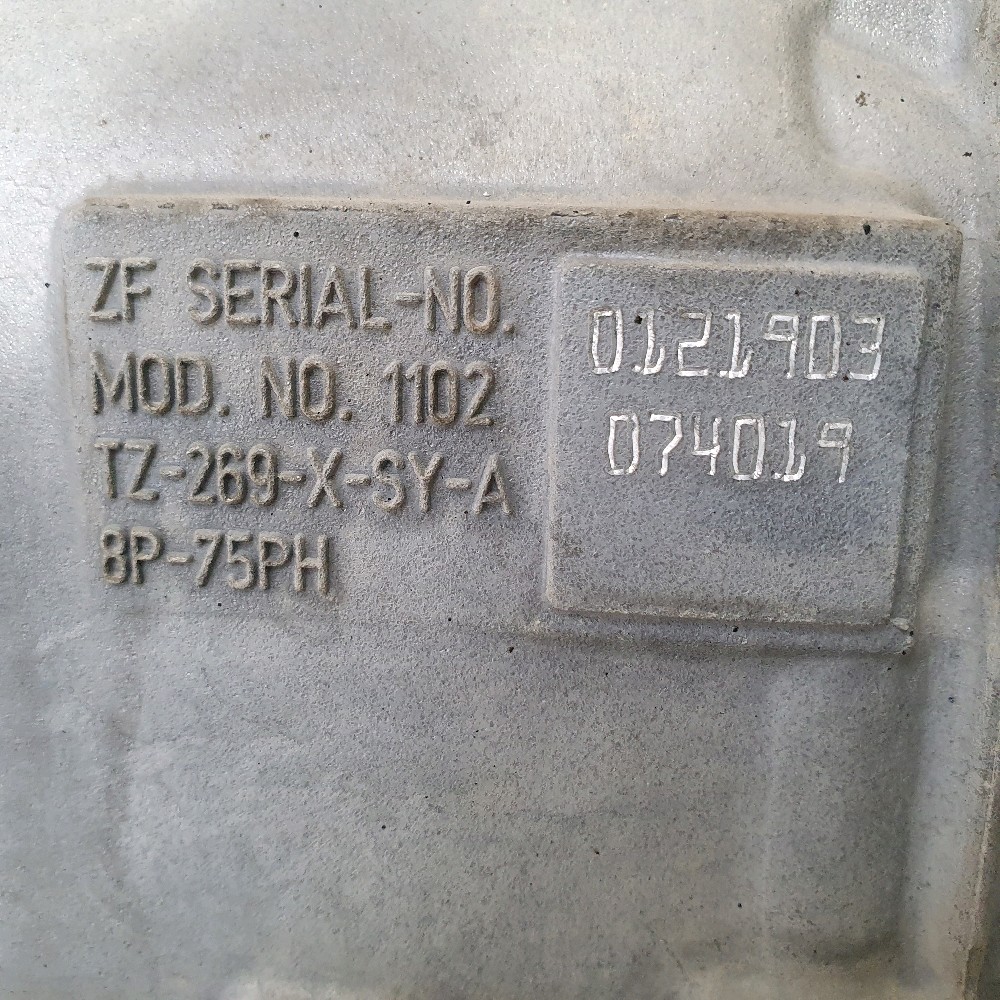 ZF SERIAL-NO. 0121903
MOD. NO. 1102 074019
TZ-269-X-SY-A
8P-75PH